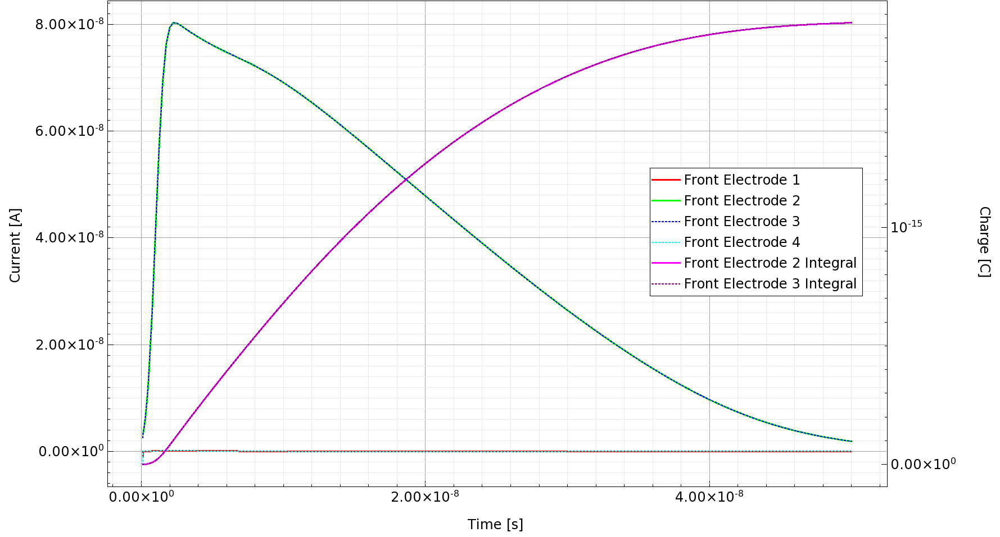 8.00×10⁻⁸
6.00×10⁻⁸
4.00×10⁻⁸
2.00×10⁻⁸
0.00×10⁰
Current [A]
Front Electrode 1
Front Electrode 2
Front Electrode 3
Front Electrode 4
Front Electrode 2 Integral
Front Electrode 3 Integral
10⁻¹⁵
0.00×10⁰
Charge [C]
0.00×10⁰
2.00×10⁻⁸
4.00×10⁻⁸
Time [s]